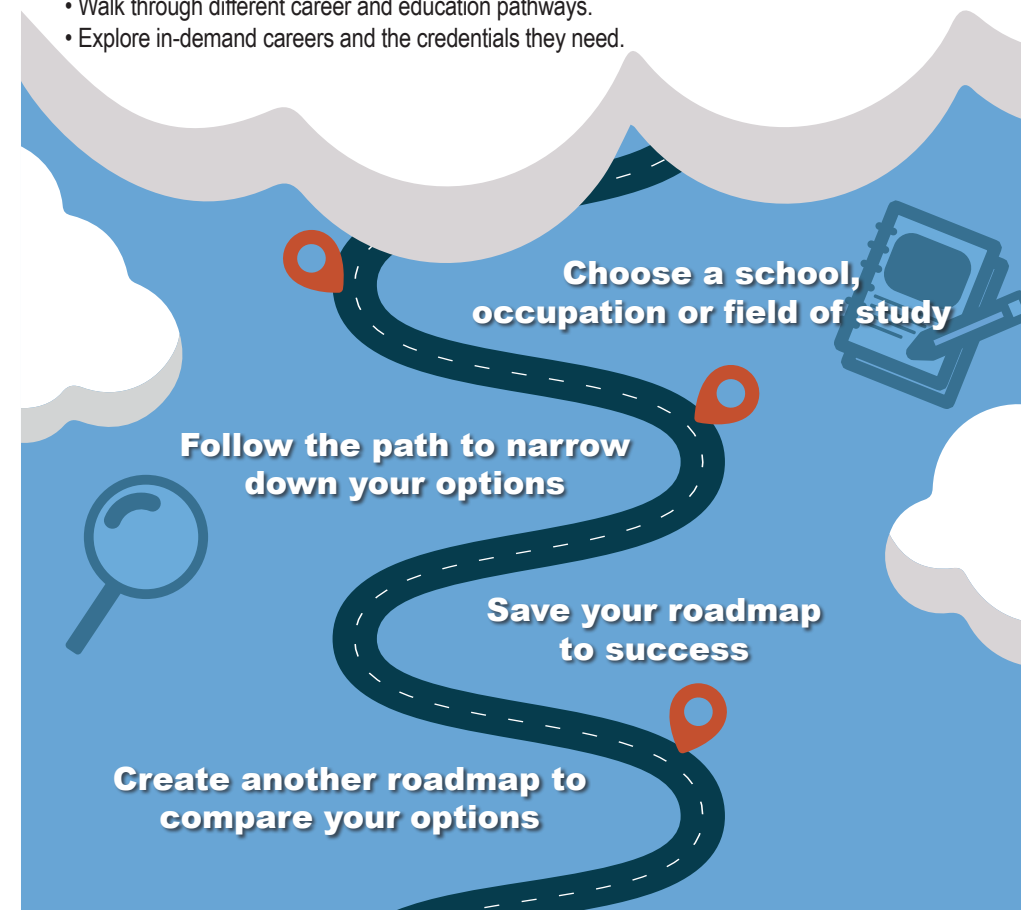 • Walk through different career and education pathways.
• Explore in-demand careers and the credentials they need.
Choose a school,
occupation or field of study
Follow the path to narrow
down your options
Save your roadmap
to success
Create another roadmap to
compare your options